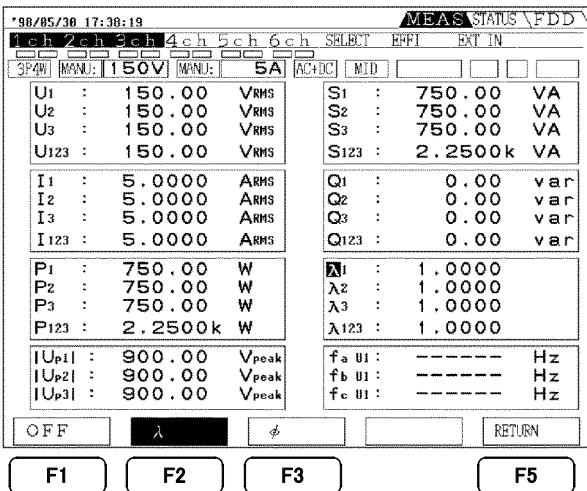 '98/05/30 17:38:19 MEAS STATUS FDD
1ch 2ch 3ch 4ch 5ch 6ch SELECT EFFI EXT IN
3P4W MANU: 150V MANU: 5A AC+DC MID
U1 : 150.00 VRMS
U2 : 150.00 VRMS
U3 : 150.00 VRMS
U123 : 150.00 VRMS
S1 : 750.00 VA
S2 : 750.00 VA
S3 : 750.00 VA
S123 : 2.2500k VA
I1 : 5.0000 ARMS
I2 : 5.0000 ARMS
I3 : 5.0000 ARMS
I123 : 5.0000 ARMS
Q1 : 0.00 var
Q2 : 0.00 var
Q3 : 0.00 var
Q123 : 0.00 var
P1 : 750.00 W
P2 : 750.00 W
P3 : 750.00 W
P123 : 2.2500k W
λ1 : 1.0000
λ2 : 1.0000
λ3 : 1.0000
λ123 : 1.0000
|Up1| : 900.00 Vpeak
|Up2| : 900.00 Vpeak
|Up3| : 900.00 Vpeak
fa U1 : ------ Hz
fb U1 : ------ Hz
fc U1 : ------ Hz
OFF λ φ RETURN
F1 F2 F3 F5